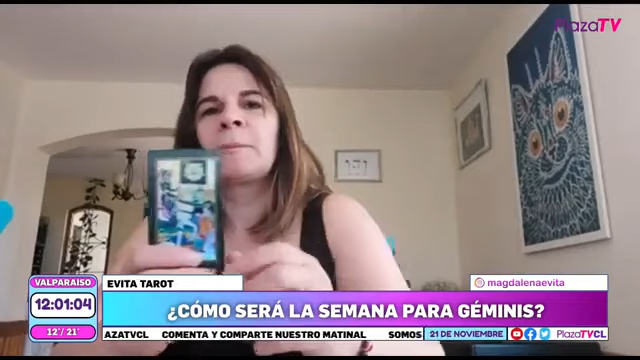 PlazaTV
VALPARAISO
12:01:04
12°/21°
EVITA TAROT
magdalenaevita
¿CÓMO SERÁ LA SEMANA PARA GÉMINIS?
AZATVCL COMENTA Y COMPARTE NUESTRO MATINAL SOMOS
21 DE NOVIEMBRE
PlazaTVCL